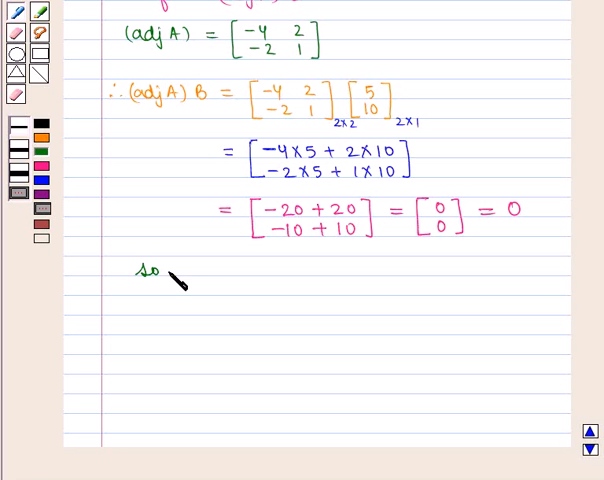 (adj A) = [ -4 2
-2 1 ]
∴ (adj A) B = [ -4 2
-2 1 ]2×2 [ 5
10 ]2×1
= [ -4×5 + 2×10
-2×5 + 1×10 ]
= [ -20 + 20
-10 + 10 ] = [ 0
0 ] = 0
so